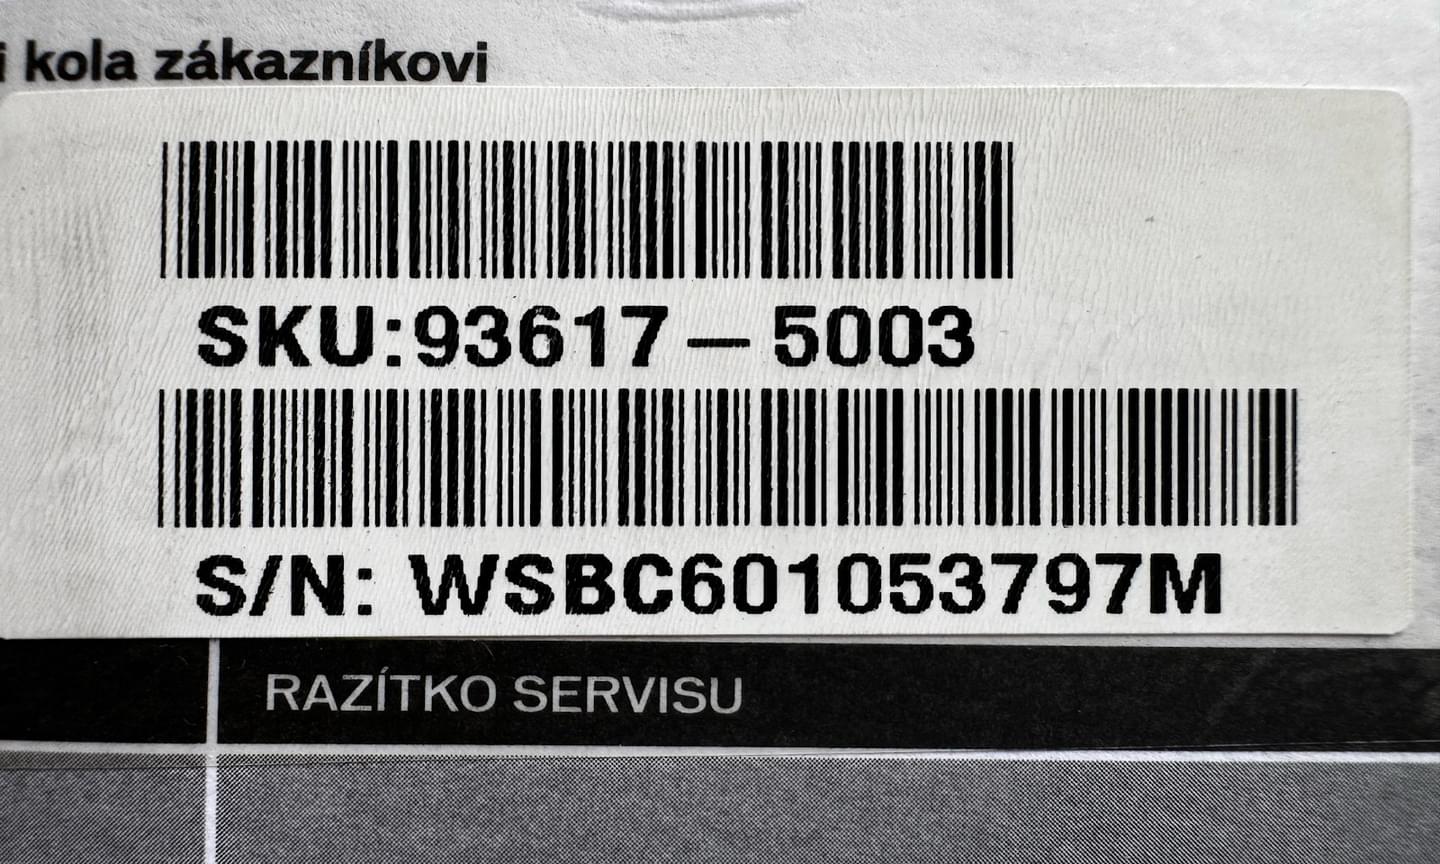 i kola zákazníkovi
SKU:93617-5003
S/N: WSBC601053797M
RAZÍTKO SERVISU